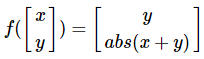 f([x y]) = [y abs(x + y)]